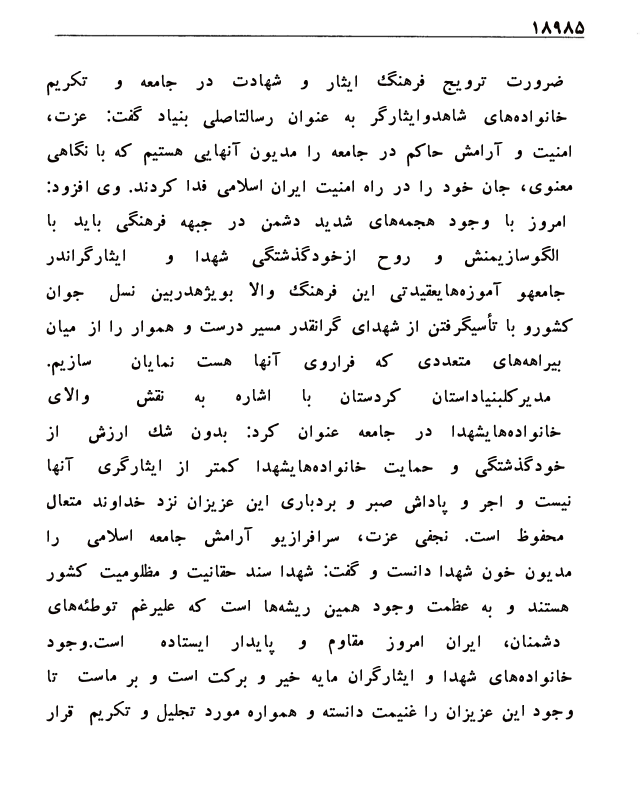 ۱۸۹۸۵
ضرورت ترویج فرهنگ ایثار و شهادت در جامعه و تکریم
خانواده‌های شاهدوایثارگر به عنوان رسالتاصلی بنیاد گفت: عزت،
امنیت و آرامش حاکم در جامعه را مدیون آنهایی هستیم که با نگاهی
معنوی، جان خود را در راه امنیت ایران اسلامی فدا کردند. وی افزود:
امروز با وجود هجمه‌های شدید دشمن در جبهه فرهنگی باید با
الگوسازیمنش و روح ازخودگذشتگی شهدا و ایثارگراندر
جامعهو آموزه‌هایعقیدتی این فرهنگ والا بویژهدربین نسل جوان
کشورو با تأسیگرفتن از شهدای گرانقدر مسیر درست و هموار را از میان
بیراهه‌های متعددی که فراروی آنها هست نمایان سازیم.
مدیرکلبنیاداستان کردستان با اشاره به نقش والای
خانواده‌هایشهدا در جامعه عنوان کرد: بدون شك ارزش از
خودگذشتگی و حمایت خانواده‌هایشهدا کمتر از ایثارگری آنها
نیست و اجر و پاداش صبر و بردباری این عزیزان نزد خداوند متعال
محفوظ است. نجفی عزت، سرافرازیو آرامش جامعه اسلامی را
مدیون خون شهدا دانست و گفت: شهدا سند حقانیت و مظلومیت کشور
هستند و به عظمت وجود همین ریشه‌ها است که علیرغم توطئه‌های
دشمنان، ایران امروز مقاوم و پایدار ایستاده است.وجود
خانواده‌های شهدا و ایثارگران مایه خیر و برکت است و بر ماست تا
وجود این عزیزان را غنیمت دانسته و همواره مورد تجلیل و تکریم قرار